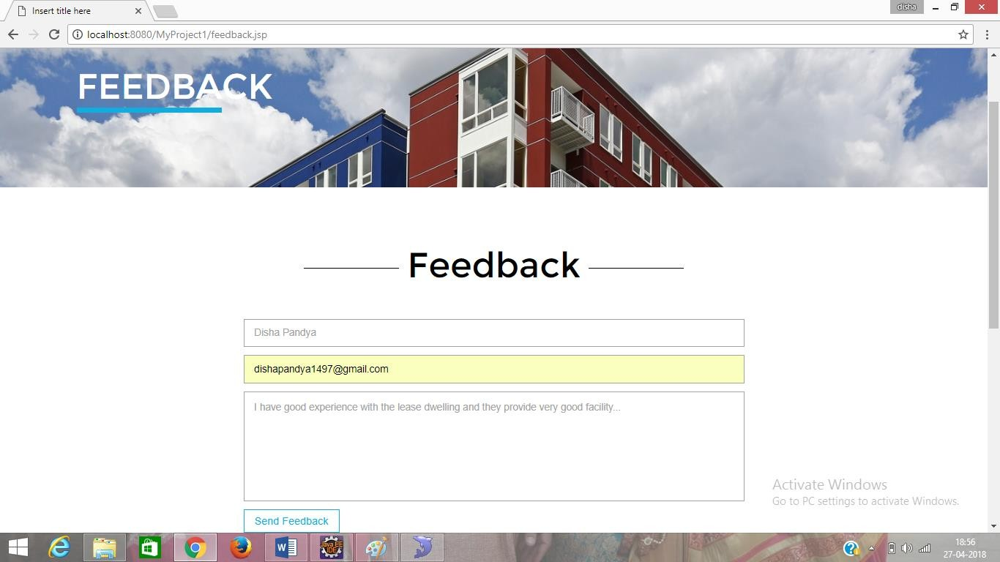 Insert title here
disha
localhost:8080/MyProject1/feedback.jsp
FEEDBACK
Feedback
Disha Pandya
dishapandya1497@gmail.com
I have good experience with the lease dwelling and they provide very good facility...
Send Feedback
Activate Windows
Go to PC settings to activate Windows.
Java EE
IDE
18:56
27-04-2018